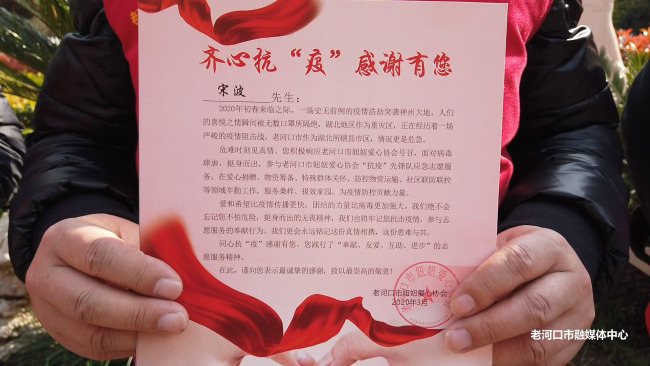 齐心抗“疫”感谢有您
宋波 先生：
2020年初春来临之际，一场史无前例的疫情浩劫突袭神州大地，人们
的喜悦之情瞬间被无数口罩所隔绝，湖北地区作为重灾区，正在经历着一场
严峻的疫情阻击战，老河口市作为湖北所辖县市区，情况更是危急。
危难时刻见真情，您积极响应老河口市妞妞爱心协会号召，面对病毒
肆虐，挺身而出，参与老河口市妞妞爱心协会“抗疫”先锋队应急志愿服
务，在爱心捐赠、物资筹备、特殊群体关怀、防控物资运输、社区联防联控
等领域辛勤工作，服务桑梓，报效家园，为疫情防控贡献力量。
爱和希望比疫情传播更快，团结的力量比病毒更加强大，我们绝不会
忘记您不怕危险，挺身而出的无畏精神，我们也将牢记您抗击疫情，参与志
愿服务的奉献行为，我们更会永远铭记这份真情相携，这份患难与共。
同心抗“疫”感谢有您，您践行了“奉献、友爱、互助、进步”的志
愿服务精神。
在此，谨向您表示最诚挚的感谢，致以最崇高的敬意！
老河口市妞妞爱心协会
2020年3月
老河口市融媒体中心